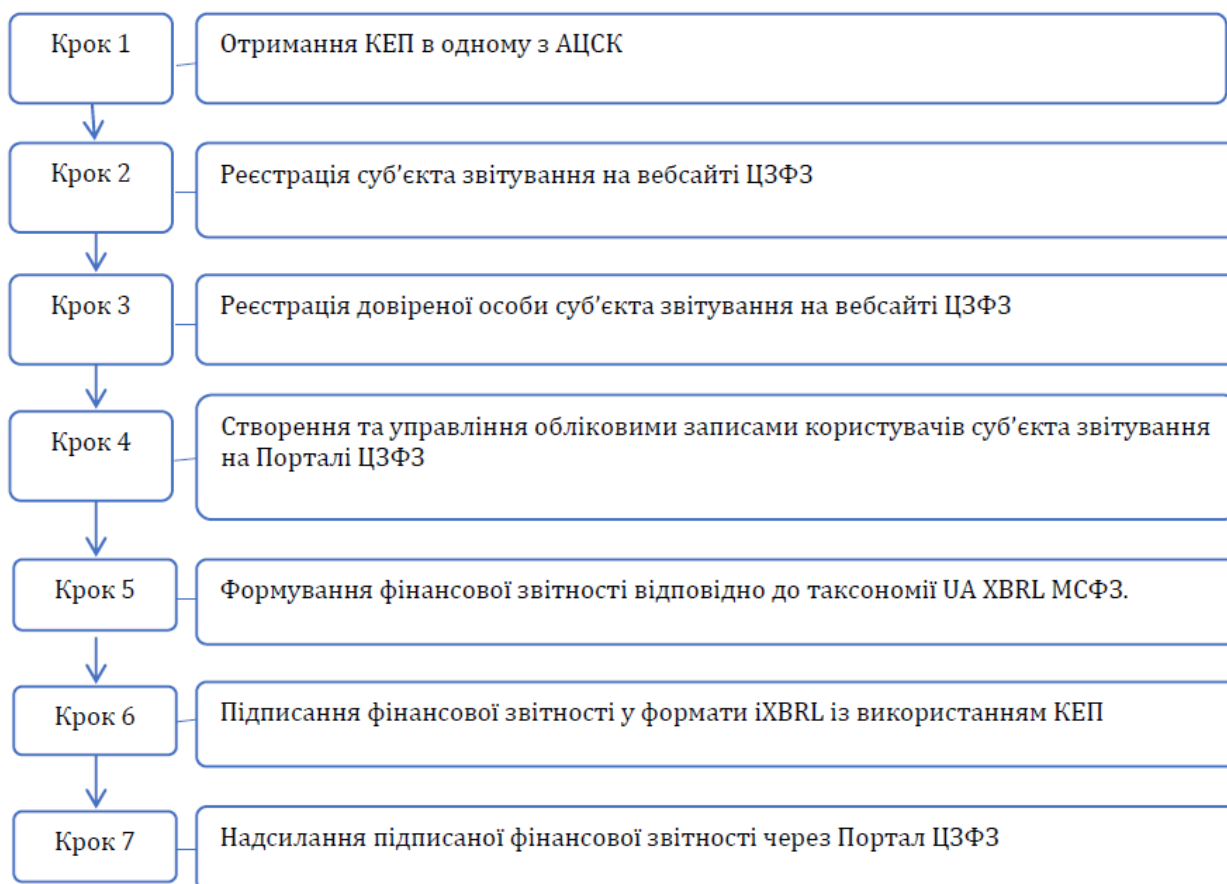 Крок 1
Отримання КЕП в одному з АЦСК
Крок 2
Реєстрація суб’єкта звітування на вебсайті ЦЗФЗ
Крок 3
Реєстрація довіреної особи суб’єкта звітування на вебсайті ЦЗФЗ
Крок 4
Створення та управління обліковими записами користувачів суб’єкта звітування
на Порталі ЦЗФЗ
Крок 5
Формування фінансової звітності відповідно до таксономії UA XBRL МСФЗ.
Крок 6
Підписання фінансової звітності у формати iXBRL із використанням КЕП
Крок 7
Надсилання підписаної фінансової звітності через Портал ЦЗФЗ